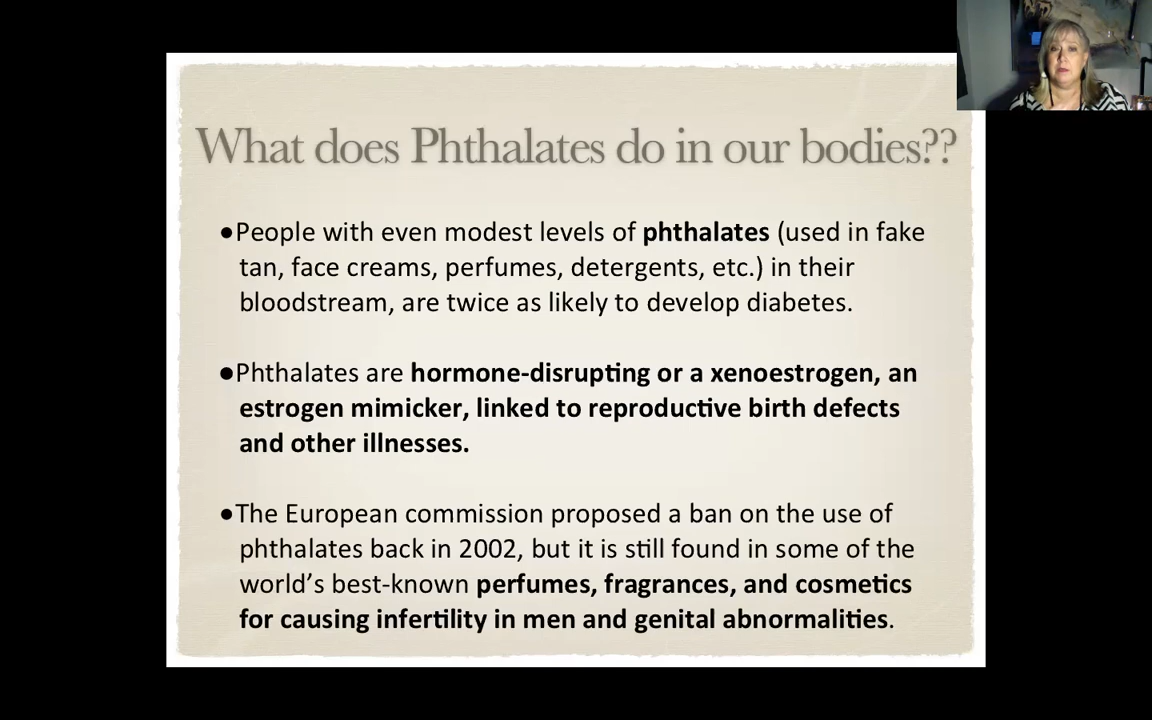 What does Phthalates do in our bodies??
●People with even modest levels of phthalates (used in fake
tan, face creams, perfumes, detergents, etc.) in their
bloodstream, are twice as likely to develop diabetes.
●Phthalates are hormone-disrupting or a xenoestrogen, an
estrogen mimicker, linked to reproductive birth defects
and other illnesses.
●The European commission proposed a ban on the use of
phthalates back in 2002, but it is still found in some of the
world’s best-known perfumes, fragrances, and cosmetics
for causing infertility in men and genital abnormalities.